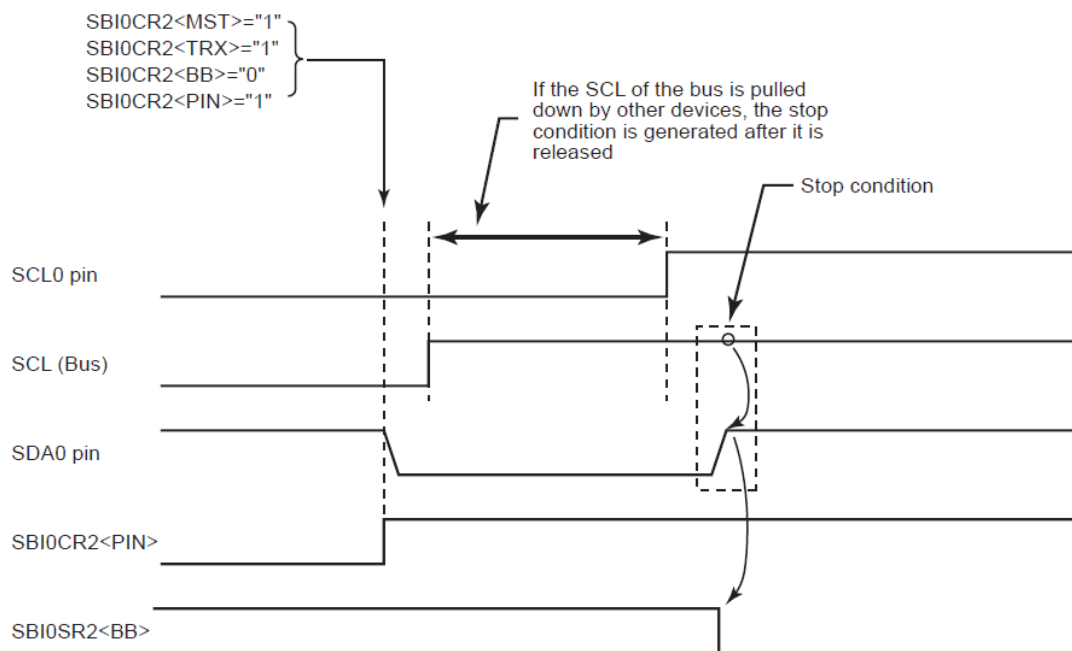 SBI0CR2<MST>="1"
SBI0CR2<TRX>="1"
SBI0CR2<BB>="0"
SBI0CR2<PIN>="1"
If the SCL of the bus is pulled
down by other devices, the stop
condition is generated after it is
released
Stop condition
SCL0 pin
SCL (Bus)
SDA0 pin
SBI0CR2<PIN>
SBI0SR2<BB>